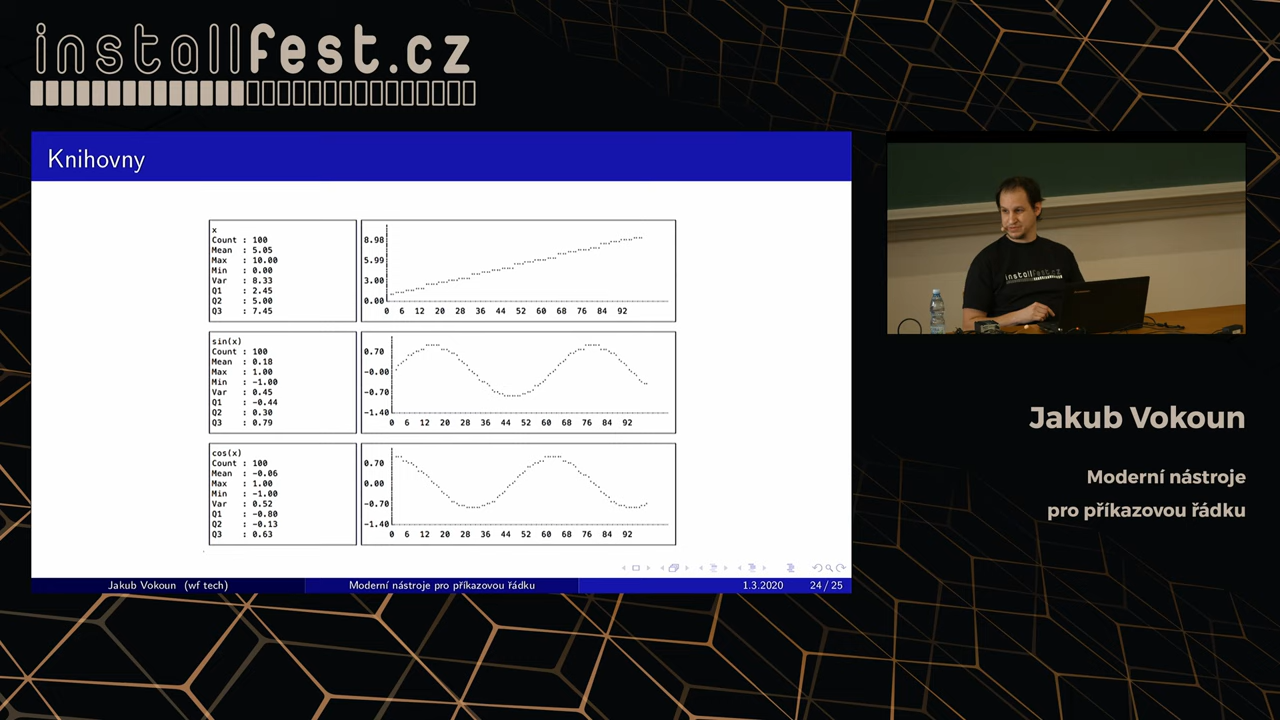 installfest.cz
Knihovny
x
Count : 100
Mean : 5.05
Max : 10.00
Min : 0.00
Var : 8.33
Q1 : 2.45
Q2 : 5.00
Q3 : 7.45
8.98
5.99
3.00
0.00
0 6 12 20 28 36 44 52 60 68 76 84 92
sin(x)
Count : 100
Mean : 0.18
Max : 1.00
Min : -1.00
Var : 0.45
Q1 : -0.44
Q2 : 0.30
Q3 : 0.79
0.70
-0.00
-0.70
-1.40
0 6 12 20 28 36 44 52 60 68 76 84 92
cos(x)
Count : 100
Mean : -0.06
Max : 1.00
Min : -1.00
Var : 0.52
Q1 : -0.80
Q2 : -0.13
Q3 : 0.63
0.70
0.00
-0.70
-1.40
0 6 12 20 28 36 44 52 60 68 76 84 92
Jakub Vokoun (wf tech) Moderní nástroje pro příkazovou řádku 1.3.2020 24 / 25
installfest.cz
Jakub Vokoun
Moderní nástroje
pro příkazovou řádku